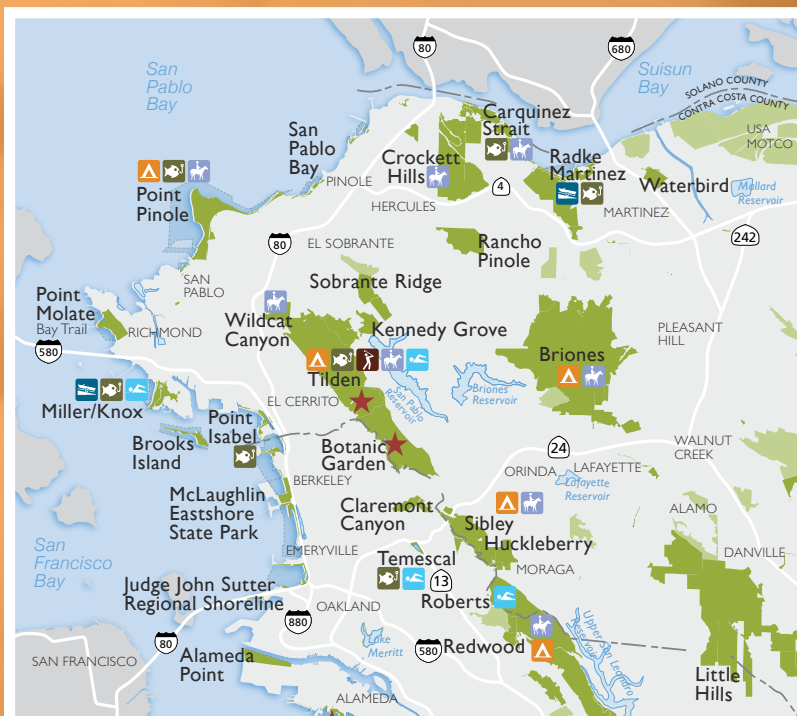 80
680
San
Pablo
Bay
Suisun
Bay
SOLANO COUNTY
CONTRA COSTA COUNTY
Carquinez
Strait
San
Pablo
Bay
USA
MOTCO
Crockett
Hills
Radke
Martinez
Point
Pinole
PINOLE
4
Waterbird
Mallard
Reservoir
HERCULES
MARTINEZ
80
EL SOBRANTE
Rancho
Pinole
242
SAN
PABLO
Sobrante Ridge
Point
Molate
Bay Trail
RICHMOND
Wildcat
Canyon
Kennedy Grove
PLEASANT
HILL
580
Briones
Tilden
San Pablo
Reservoir
Briones
Reservoir
Miller/Knox
EL CERRITO
Point
Isabel
Brooks
Island
Botanic
Garden
24
WALNUT
CREEK
ORINDA
LAFAYETTE
Lafayette
Reservoir
BERKELEY
McLaughlin
Eastshore
State Park
Claremont
Canyon
ALAMO
Sibley
Huckleberry
San
Francisco
Bay
EMERYVILLE
DANVILLE
Temescal
MORAGA
13
Judge John Sutter
Regional Shoreline
OAKLAND
Roberts
880
Upper San Leandro
Reservoir
80
Lake
Merritt
580
Redwood
SAN FRANCISCO
Alameda
Point
Little
Hills
ALAMEDA